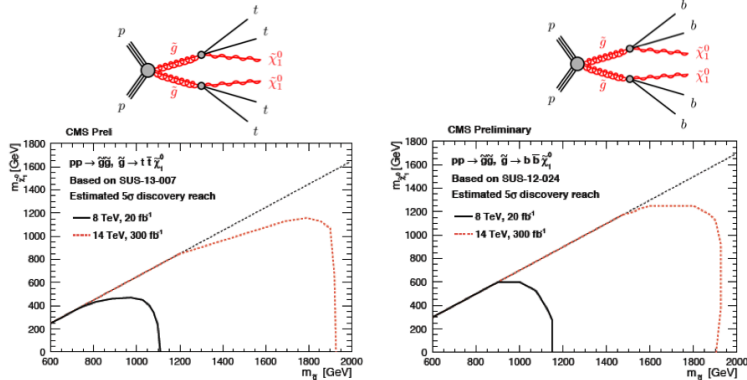 p
p
g̃
g̃
t
t
χ̃₁⁰
χ̃₁⁰
t
t
p
p
g̃
g̃
b
b
χ̃₁⁰
χ̃₁⁰
b
b
CMS Preli
pp → g̃g̃, g̃ → t t̄ χ̃₁⁰
Based on SUS-13-007
Estimated 5σ discovery reach
8 TeV, 20 fb⁻¹
14 TeV, 300 fb⁻¹
m_χ̃₁⁰ [GeV]
1800
1600
1400
1200
1000
800
600
400
200
0
600 800 1000 1200 1400 1600 1800 2000
m_g̃ [GeV]
CMS Preliminary
pp → g̃g̃, g̃ → b b̄ χ̃₁⁰
Based on SUS-12-024
Estimated 5σ discovery reach
8 TeV, 20 fb⁻¹
14 TeV, 300 fb⁻¹
m_χ̃₁⁰ [GeV]
1800
1600
1400
1200
1000
800
600
400
200
0
600 800 1000 1200 1400 1600 1800 2000
m_g̃ [GeV]